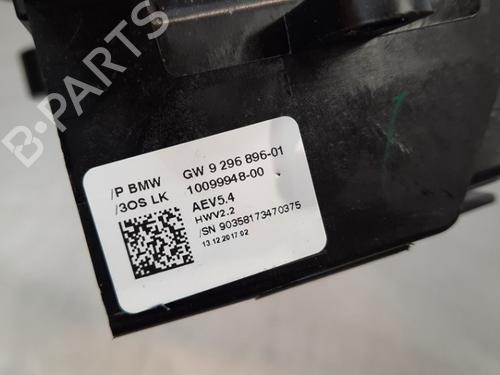 B-PARTS
/P BMW GW 9 296 896-01
/3OS LK 10099948-00
AEV5.4
HWV2.2
/SN 90358173470375
13.12.2017 02